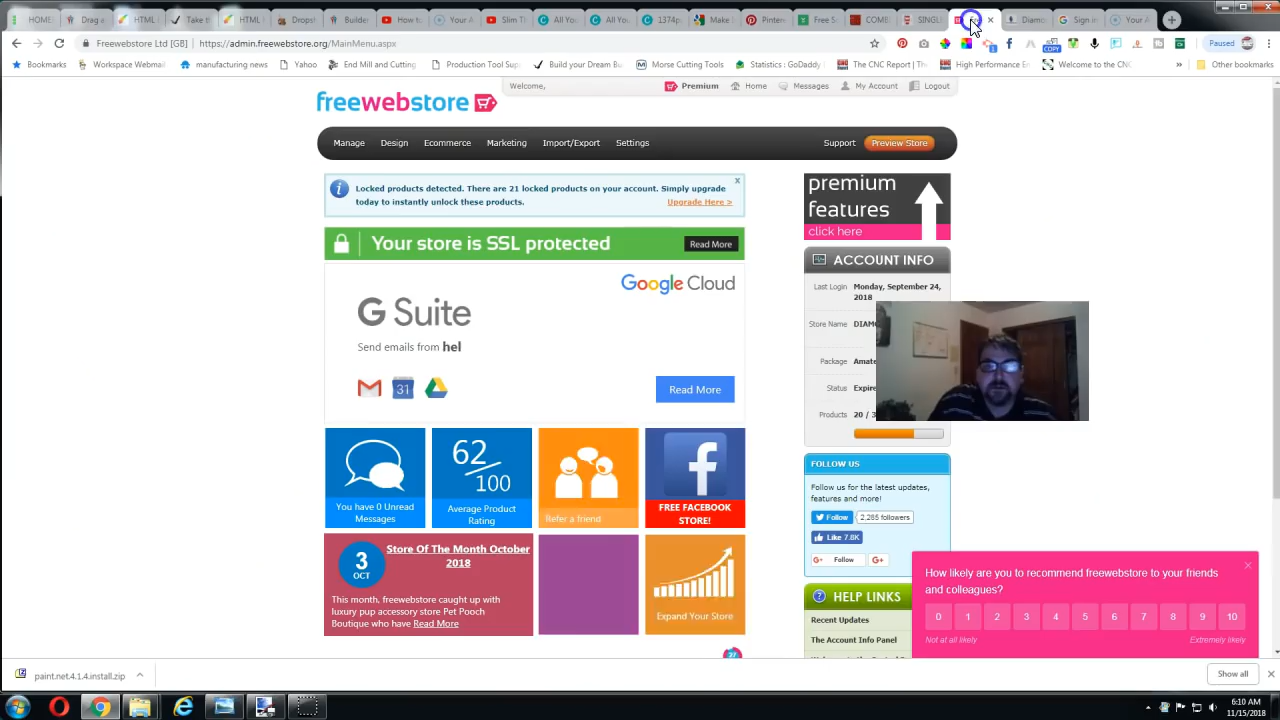 HOME
Drag a
HTML E
Take th
HTML
Dropst
Builder
How to
Your A
Slim T
All You
All You
1374p
Make
Pinten
Free S
COMB
SINGL
Diamo
Sign in
Your A
Freewebstore Ltd [GB] | https://admin.freewebstore.org/MainMenu.aspx
Paused
Bookmarks
Workspace Webmail
manufacturing news
Yahoo
End Mill and Cutting
Production Tool Sup
Build your Dream Bu
Morse Cutting Tools
Statistics : GoDaddy
The CNC Report | The
High Performance En
Welcome to the CNC
»
Other bookmarks
freewebstore
Welcome,
Premium
Home
Messages
My Account
Logout
Manage
Design
Ecommerce
Marketing
Import/Export
Settings
Support
Preview Store
Locked products detected. There are 21 locked products on your account. Simply upgrade
today to instantly unlock these products.
Upgrade Here >
x
premium
features
click here
Your store is SSL protected
Read More
Google Cloud
G Suite
Send emails from hel
31
Read More
ACCOUNT INFO
Last Login Monday, September 24,
2018
Store Name DIAM
Package Amate
Status Expire
Products 20 / 3
62/100
You have 0 Unread
Messages
Average Product
Rating
Refer a friend
FREE FACEBOOK
STORE!
FOLLOW US
Follow us for the latest updates,
features and more!
Follow
2,265 followers
Like 7.8K
Follow
G+
3
OCT
Store Of The Month October
2018
This month, freewebstore caught up with
luxury pup accessory store Pet Pooch
Boutique who have Read More
Expand Your Store
HELP LINKS
Recent Updates
The Account Info Panel
How likely are you to recommend freewebstore to your friends
and colleagues?
0 1 2 3 4 5 6 7 8 9 10
Not at all likely
Extremely likely
27
paint.net.4.1.4.install.zip
Show all
6:10 AM
11/15/2018